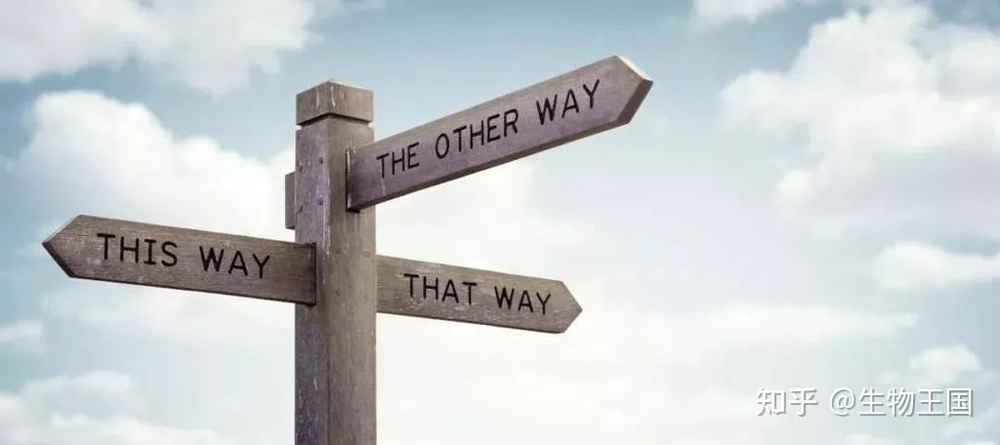 THE OTHER WAY
THIS WAY
THAT WAY
知乎 @生物王国